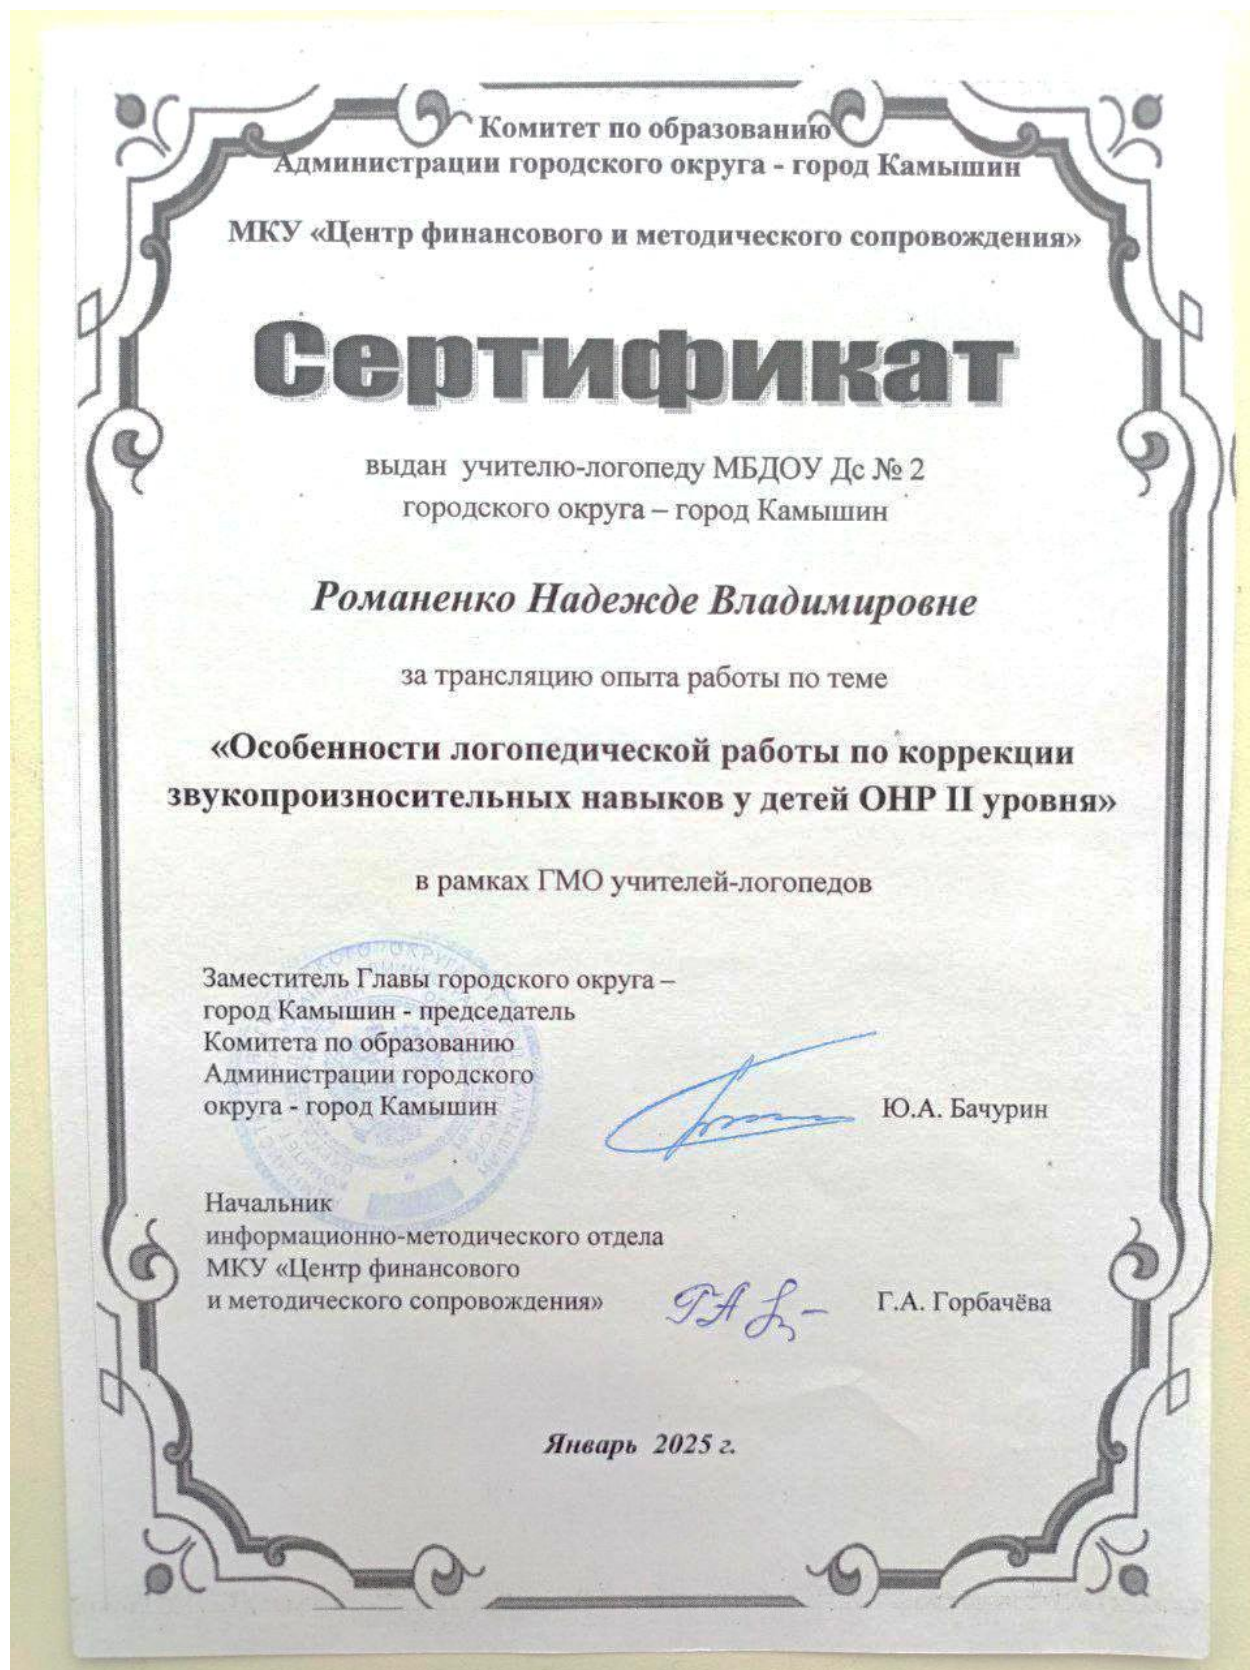 Комитет по образованию
Администрации городского округа - город Камышин
МКУ «Центр финансового и методического сопровождения»
Сертификат
выдан учителю-логопеду МБДОУ Дс № 2
городского округа – город Камышин
Романенко Надежде Владимировне
за трансляцию опыта работы по теме
«Особенности логопедической работы по коррекции
звукопроизносительных навыков у детей ОНР II уровня»
в рамках ГМО учителей-логопедов
Заместитель Главы городского округа –
город Камышин - председатель
Комитета по образованию
Администрации городского
округа - город Камышин
Ю.А. Бачурин
Начальник
информационно-методического отдела
МКУ «Центр финансового
и методического сопровождения»
Г.А. Горбачёва
Январь 2025 г.